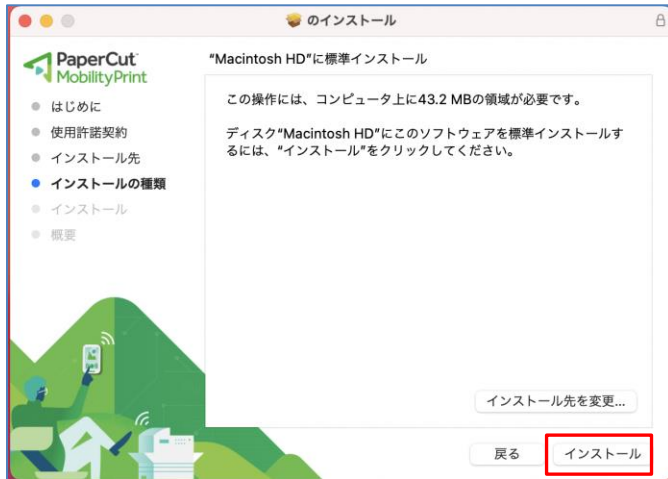 のインストール
PaperCut™
MobilityPrint
はじめに
使用許諾契約
インストール先
インストールの種類
インストール
概要
"Macintosh HD"に標準インストール
この操作には、コンピュータ上に43.2 MBの領域が必要です。
ディスク"Macintosh HD"にこのソフトウェアを標準インストールす
るには、"インストール"をクリックしてください。
インストール先を変更...
戻る
インストール